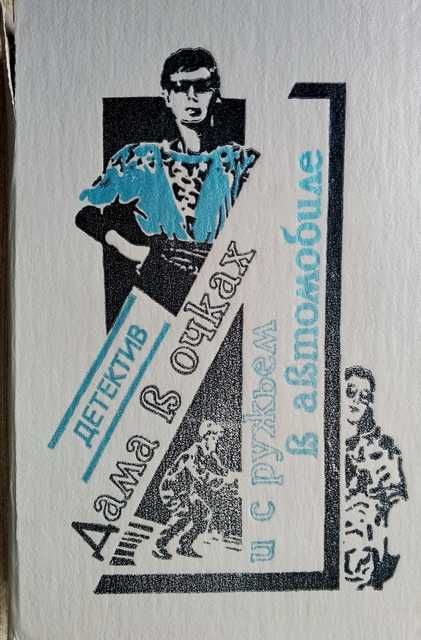 ДЕТЕКТИВ
Дама в очках
и с ружьем
в автомобиле